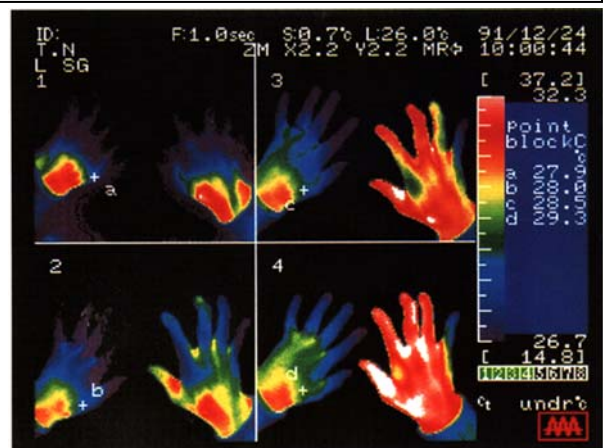 ID: F:1.0sec S:0.7℃ L:26.0℃ 91/12/24
T.N ZM X2.2 Y2.2 MR 10:00:44
L SG
1
3
a
c
2
4
b
d
[ 37.2]
32.3
Point
blockC
℃
a 27.9
b 28.0
c 28.5
d 29.3
26.7
[ 14.8]
12345678
undr℃